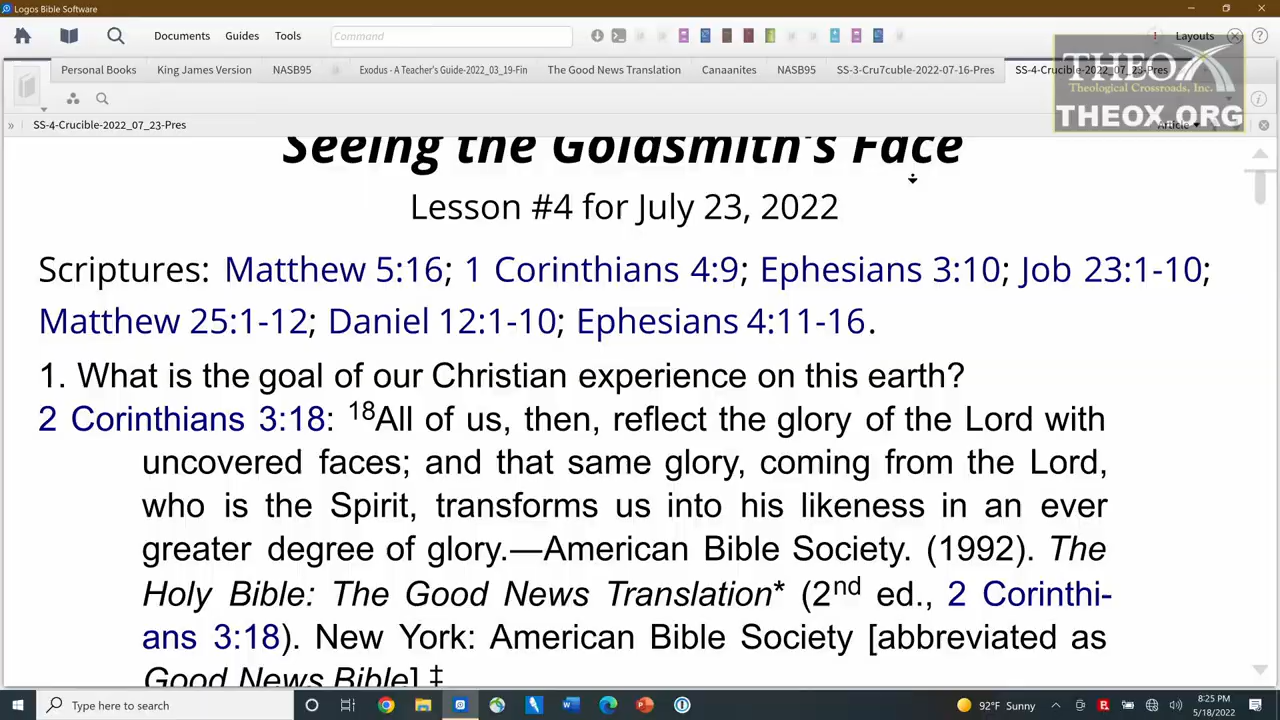 Logos Bible Software
Documents Guides Tools Command Layouts
Personal Books King James Version NASB95 The Good News Translation Canaanites NASB95 SS-3-Cru7cuble-2022-07-16-Pres SS-4-Crucible-2022_07_23-Pres
THEOX
Theological Crossroads, Inc.
THEOX.ORG
SS-4-Crucible-2022_07_23-Pres Article
Seeing the Goldsmith's Face
Lesson #4 for July 23, 2022
Scriptures: Matthew 5:16; 1 Corinthians 4:9; Ephesians 3:10; Job 23:1-10;
Matthew 25:1-12; Daniel 12:1-10; Ephesians 4:11-16.
1. What is the goal of our Christian experience on this earth?
2 Corinthians 3:18: 18All of us, then, reflect the glory of the Lord with
uncovered faces; and that same glory, coming from the Lord,
who is the Spirit, transforms us into his likeness in an ever
greater degree of glory.—American Bible Society. (1992). The
Holy Bible: The Good News Translation* (2nd ed., 2 Corinthi-
ans 3:18). New York: American Bible Society [abbreviated as
Good News Bible].‡
Type here to search 92°F Sunny 8:25 PM
5/18/2022